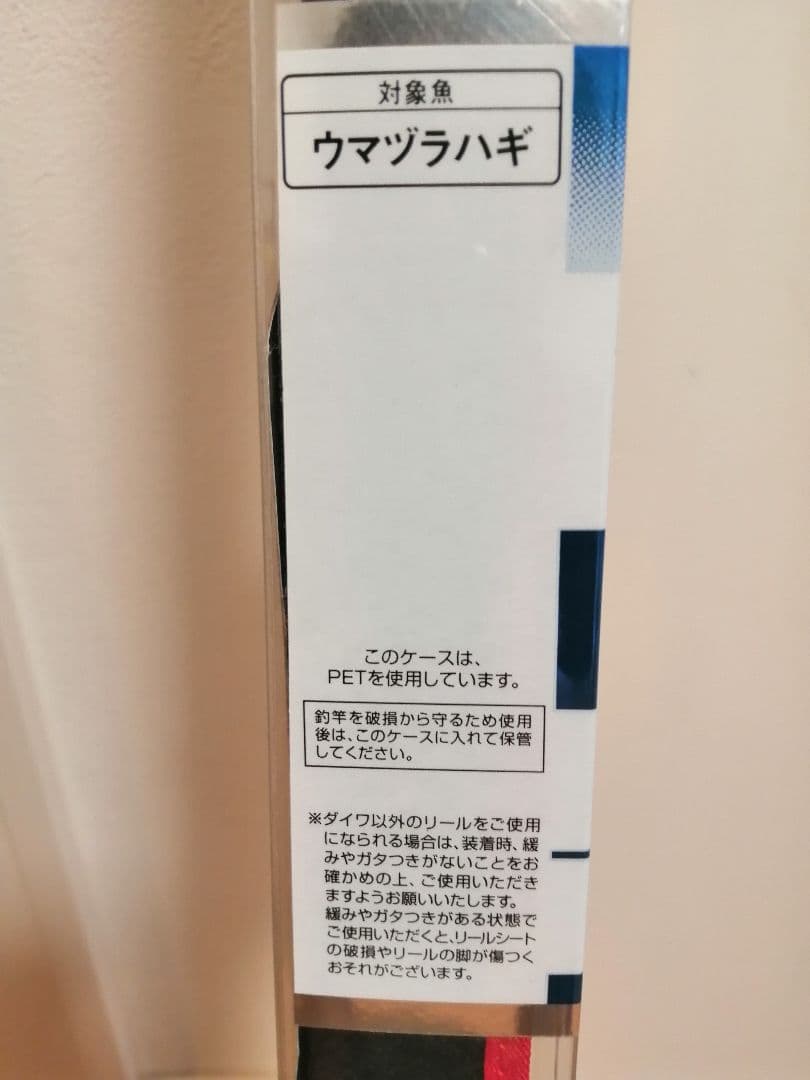 対象魚
ウマヅラハギ
このケースは、
PETを使用しています。
釣竿を破損から守るため使用
後は、このケースに入れて保管
してください。
※ダイワ以外のリールをご使用
になられる場合は、装着時、緩
みやガタつきがないことをお
確かめの上、ご使用いただき
ますようお願いいたします。
緩みやガタつきがある状態で
ご使用いただくと、リールシート
の破損やリールの脚が傷つく
おそれがございます。